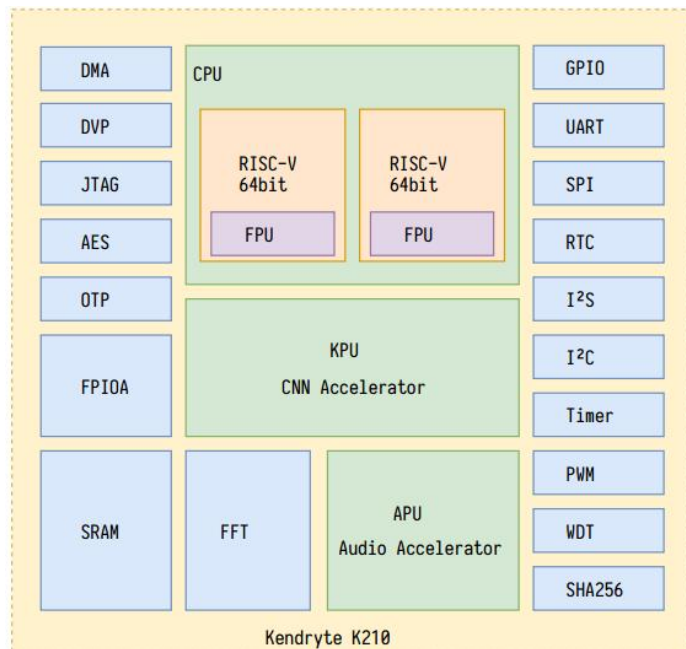 DMA
DVP
JTAG
AES
OTP
FPIOA
SRAM
CPU
RISC-V
64bit
FPU
RISC-V
64bit
FPU
KPU
CNN Accelerator
FFT
APU
Audio Accelerator
GPIO
UART
SPI
RTC
I²S
I²C
Timer
PWM
WDT
SHA256
Kendryte K210